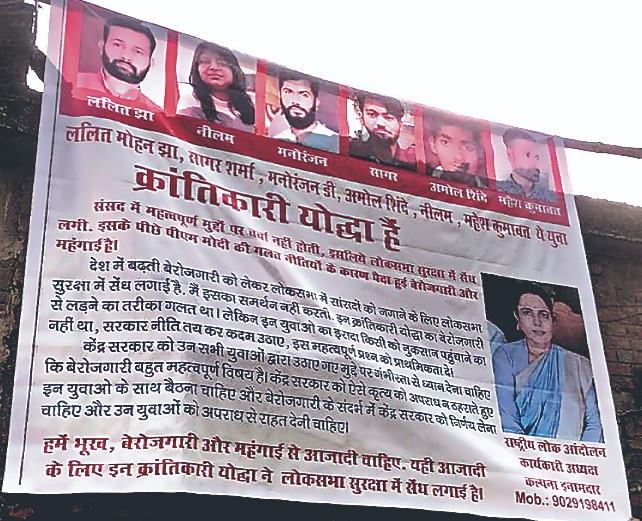 ललित झा
नीलम
मनोरंजन
सागर
अमोल शिंदे
महेश कुमावत
ललित मोहन झा, सागर शर्मा, मनोरंजन डी, अमोल शिंदे, नीलम, महेश कुमावत ये युवा
क्रांतिकारी योद्धा हैं
संसद में महत्वपूर्ण मुद्दों पर चर्चा नहीं होती, इसलिये लोकसभा सुरक्षा में सेंध
लगी. इसके पीछे पीएम मोदी की गलत नीतियों के कारण पैदा हुई बेरोजगारी और
महंगाई है।
देश में बढ़ती बेरोजगारी को लेकर लोकसभा में सांसदों को जगाने के लिए लोकसभा
सुरक्षा में सेंध लगाई है. मैं इसका समर्थन नहीं करती. इन क्रांतिकारी योद्धा का बेरोजगारी
से लड़ने का तरीका गलत था। लेकिन इन युवाओ का इरादा किसी को नुकसान पहुँचाने का
नहीं था, सरकार नीति तय कर कदम उठाए, इस महत्वपूर्ण प्रश्न को प्राथमिकता दे।
केंद्र सरकार को उन सभी युवाओं द्वारा उठाए गए मुद्दे पर गंभीरता से ध्यान देना चाहिए
कि बेरोजगारी बहुत महत्वपूर्ण विषय है। केंद्र सरकार को ऐसे कृत्य को अपराध न ठहराते हुए
इन युवाओ के साथ बैठना चाहिए और बेरोजगारी के संदर्भ में केंद्र सरकार को निर्णय लेना
चाहिए और उन युवाओं को अपराध से राहत देनी चाहिए।
हमें भूख, बेरोजगारी और महंगाई से आजादी चाहिए. यही आजादी
के लिए इन क्रांतिकारी योद्धा ने लोकसभा सुरक्षा में सेंध लगाई है।
राष्ट्रीय लोक आंदोलन
कार्यकारी अध्यक्षा
कल्पना इनामदार
Mob.: 9029198411